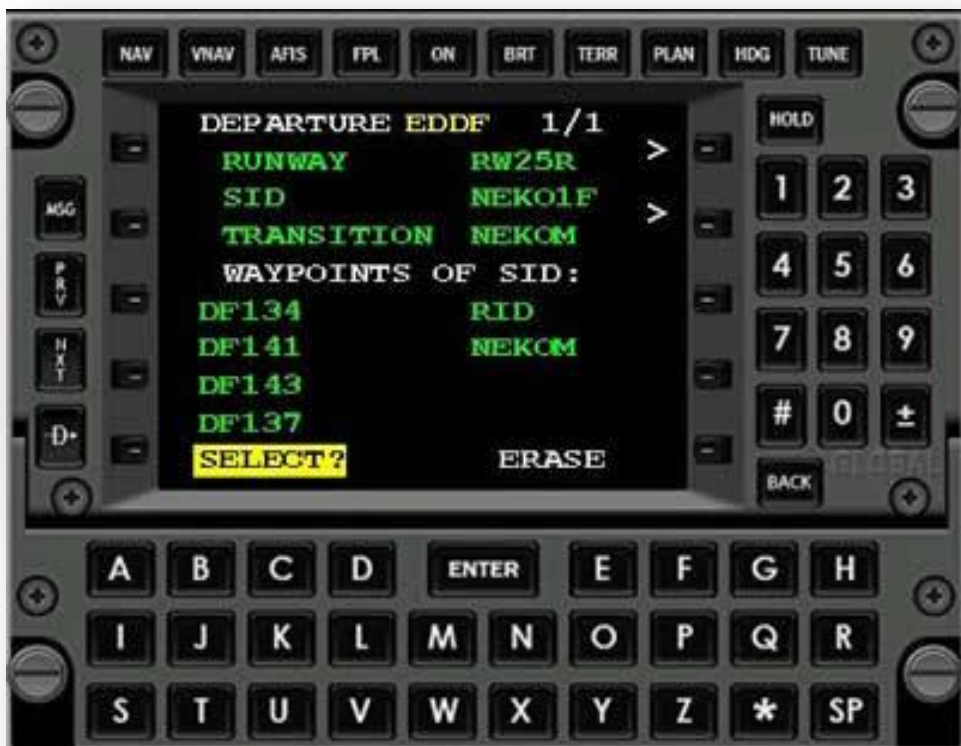 NAV VNAV AFIS FPL ON BRT TERR PLAN HDG TUNE
DEPARTURE EDDF 1/1
HOLD
RUNWAY RW25R >
1 2 3
SID NEKO1F
MSG
>
TRANSITION NEKOM
4 5 6
PRV
WAYPOINTS OF SID:
DF134 RID
7 8 9
NXT
DF141 NEKOM
DF143
# 0 ±
DF137
-D+
SELECT? ERASE
BACK
A B C D ENTER E F G H
I J K L M N O P Q R
S T U V W X Y Z * SP